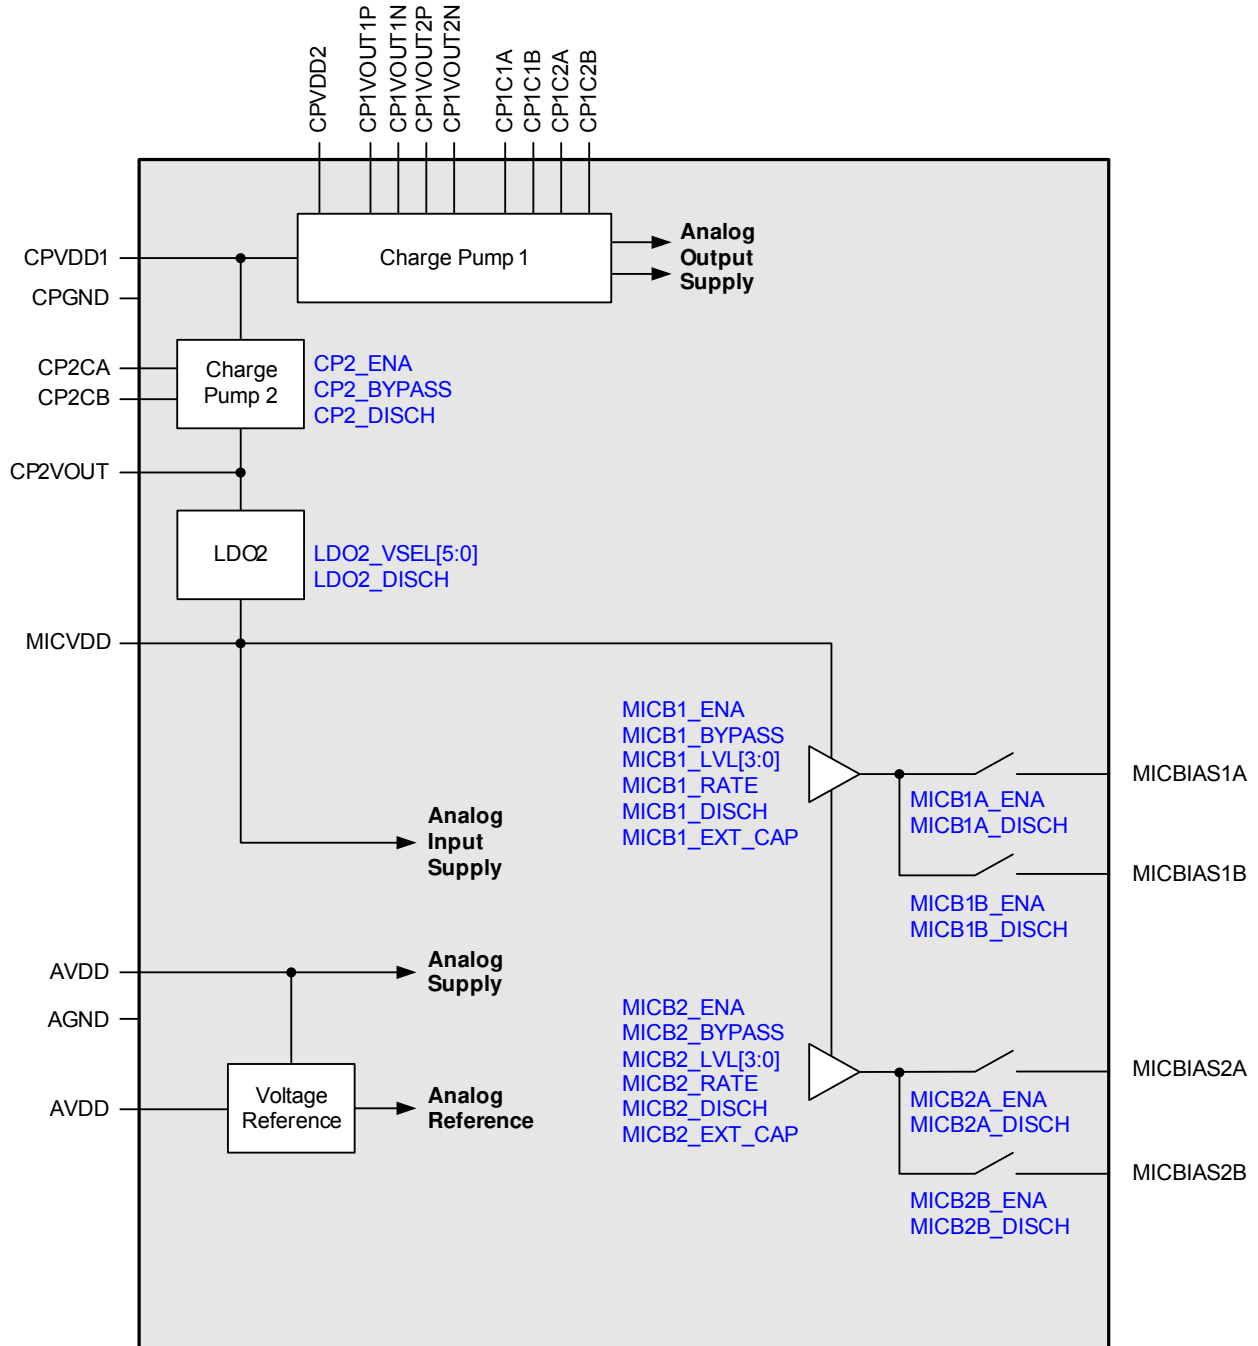 CPVDD2
CP1VOUT1P
CP1VOUT1N
CP1VOUT2P
CP1VOUT2N
CP1C1A
CP1C1B
CP1C2A
CP1C2B
CPVDD1
CPGND
Charge Pump 1
Analog
Output
Supply
CP2CA
CP2CB
Charge
Pump 2
CP2_ENA
CP2_BYPASS
CP2_DISCH
CP2VOUT
LDO2
LDO2_VSEL[5:0]
LDO2_DISCH
MICVDD
MICB1_ENA
MICB1_BYPASS
MICB1_LVL[3:0]
MICB1_RATE
MICB1_DISCH
MICB1_EXT_CAP
MICBIAS1A
MICB1A_ENA
MICB1A_DISCH
Analog
Input
Supply
MICBIAS1B
MICB1B_ENA
MICB1B_DISCH
AVDD
Analog
Supply
AGND
MICB2_ENA
MICB2_BYPASS
MICB2_LVL[3:0]
MICB2_RATE
MICB2_DISCH
MICB2_EXT_CAP
MICBIAS2A
MICB2A_ENA
MICB2A_DISCH
AVDD
Voltage
Reference
Analog
Reference
MICBIAS2B
MICB2B_ENA
MICB2B_DISCH